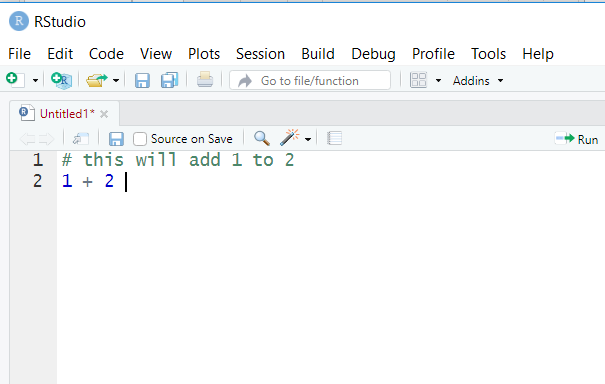 RStudio
File Edit Code View Plots Session Build Debug Profile Tools Help
Go to file/function Addins
Untitled1*
Source on Save Run
1 # this will add 1 to 2
2 1 + 2